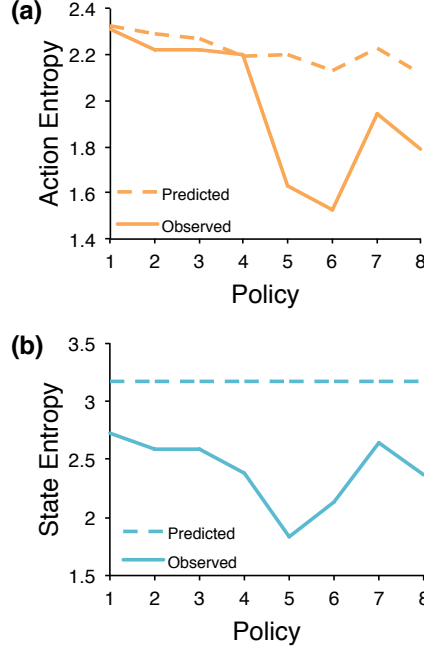 (a)
Action Entropy
2.4
2.2
2
1.8
1.6
1.4
Predicted
Observed
1 2 3 4 5 6 7 8
Policy
(b)
State Entropy
3.5
3
2.5
2
1.5
Predicted
Observed
1 2 3 4 5 6 7 8
Policy